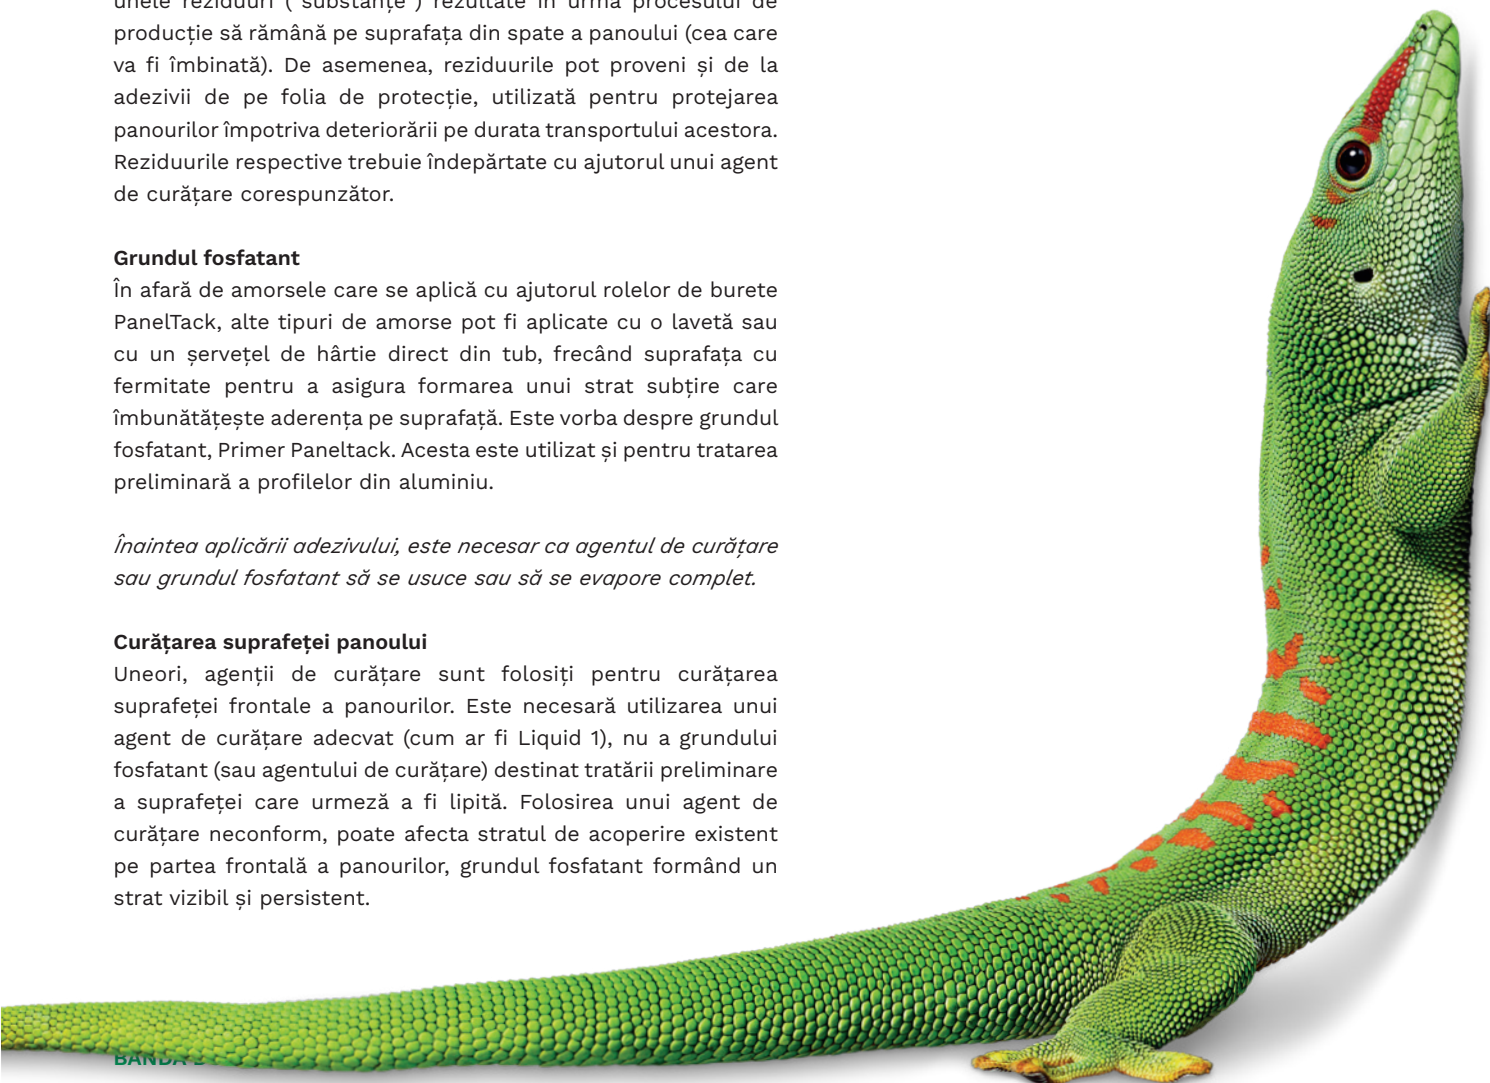 unele reziduuri ("substanțe") rezultate în urma procesului de
producție să rămână pe suprafața din spate a panoului (cea care
va fi îmbinată). De asemenea, reziduurile pot proveni și de la
adezivii de pe folia de protecție, utilizată pentru protejarea
panourilor împotriva deteriorării pe durata transportului acestora.
Reziduurile respective trebuie îndepărtate cu ajutorul unui agent
de curățare corespunzător.
Grundul fosfatant
În afară de amorsele care se aplică cu ajutorul rolelor de burete
PanelTack, alte tipuri de amorse pot fi aplicate cu o lavetă sau
cu un șervețel de hârtie direct din tub, frecând suprafața cu
fermitate pentru a asigura formarea unui strat subțire care
îmbunătățește aderența pe suprafață. Este vorba despre grundul
fosfatant, Primer Paneltack. Acesta este utilizat și pentru tratarea
preliminară a profilelor din aluminiu.
Înaintea aplicării adezivului, este necesar ca agentul de curățare
sau grundul fosfatant să se usuce sau să se evapore complet.
Curățarea suprafeței panoului
Uneori, agenții de curățare sunt folosiți pentru curățarea
suprafeței frontale a panourilor. Este necesară utilizarea unui
agent de curățare adecvat (cum ar fi Liquid 1), nu a grundului
fosfatant (sau agentului de curățare) destinat tratării preliminare
a suprafeței care urmeză a fi lipită. Folosirea unui agent de
curățare neconform, poate afecta stratul de acoperire existent
pe partea frontală a panourilor, grundul fosfatant formând un
strat vizibil și persistent.
BANDA